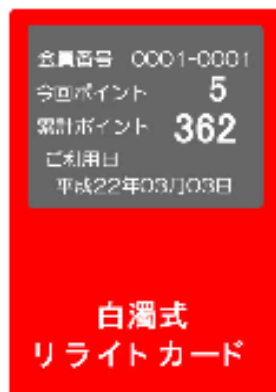 会員番号 0001-0001
今回ポイント 5
累計ポイント 362
ご利用日
平成22年03月03日
白濁式
リライトカード